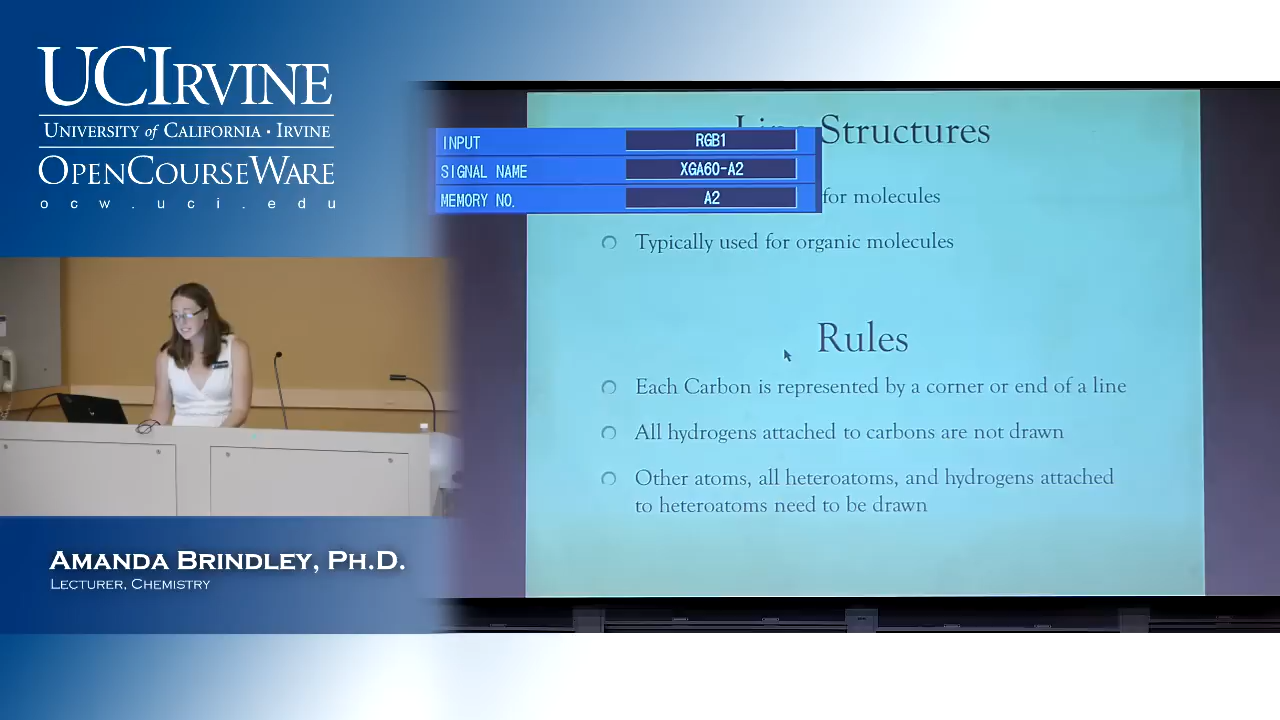 UCIRVINE
UNIVERSITY of CALIFORNIA · IRVINE
OPENCOURSEWARE
ocw.uci.edu
INPUT RGB1
SIGNAL NAME XGA60-A2
MEMORY NO. A2
Structures
for molecules
Typically used for organic molecules
Rules
Each Carbon is represented by a corner or end of a line
All hydrogens attached to carbons are not drawn
Other atoms, all heteroatoms, and hydrogens attached
to heteroatoms need to be drawn
AMANDA BRINDLEY, PH.D.
LECTURER, CHEMISTRY